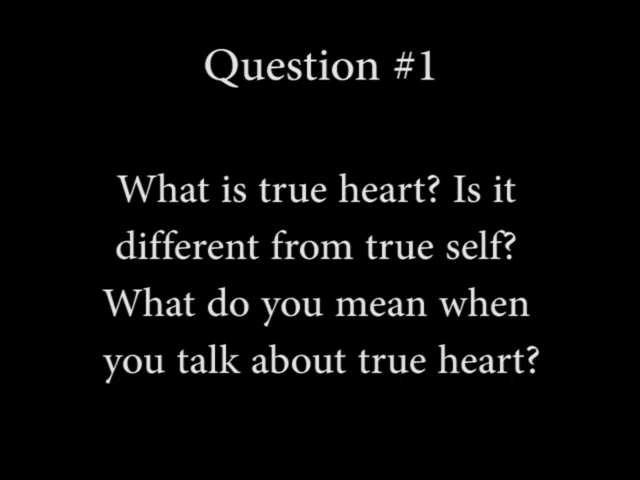 Question #1
What is true heart? Is it
different from true self?
What do you mean when
you talk about true heart?